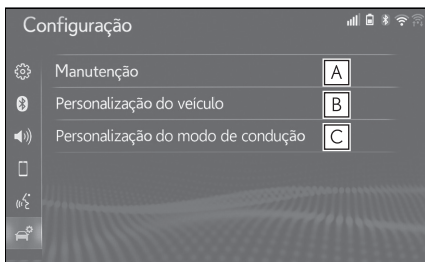 Configuração
Manutenção A
Personalização do veículo B
Personalização do modo de condução C